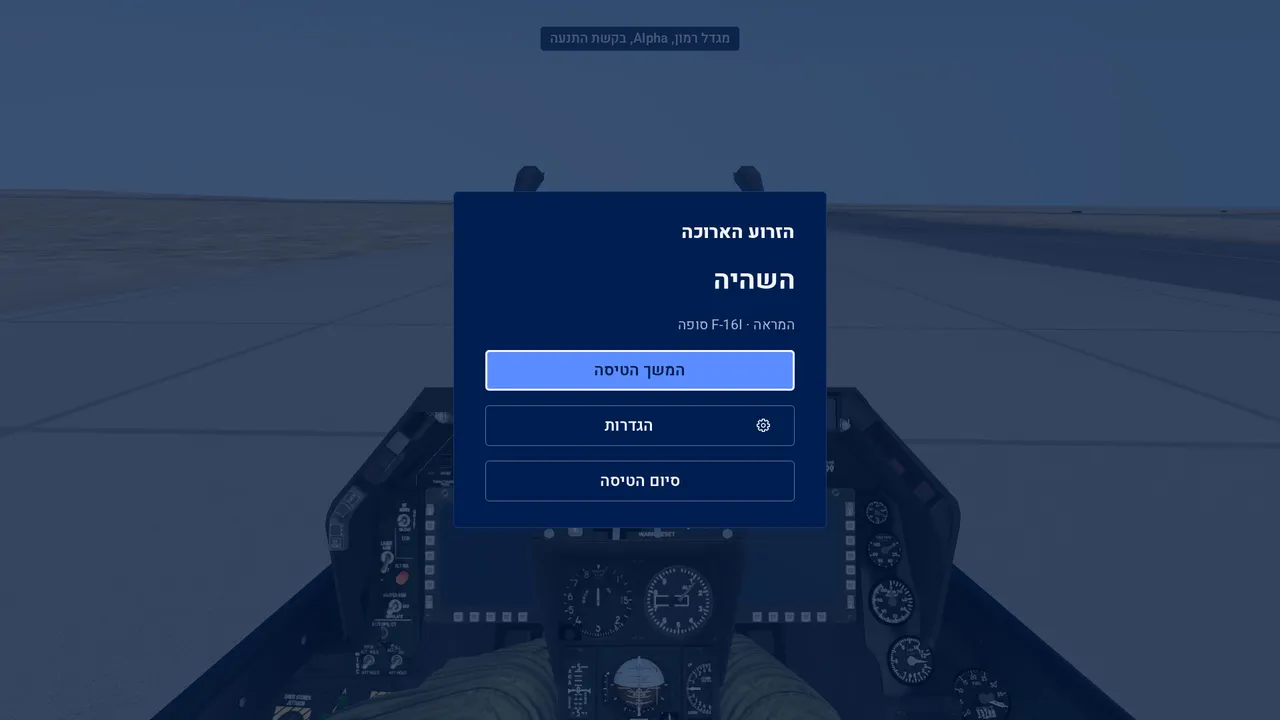 מגדל רמון, Alpha, בקשת התנעה
הזרוע הארוכה
השהיה
המראה · F-16I סופה
המשך הטיסה
הגדרות
סיום הטיסה